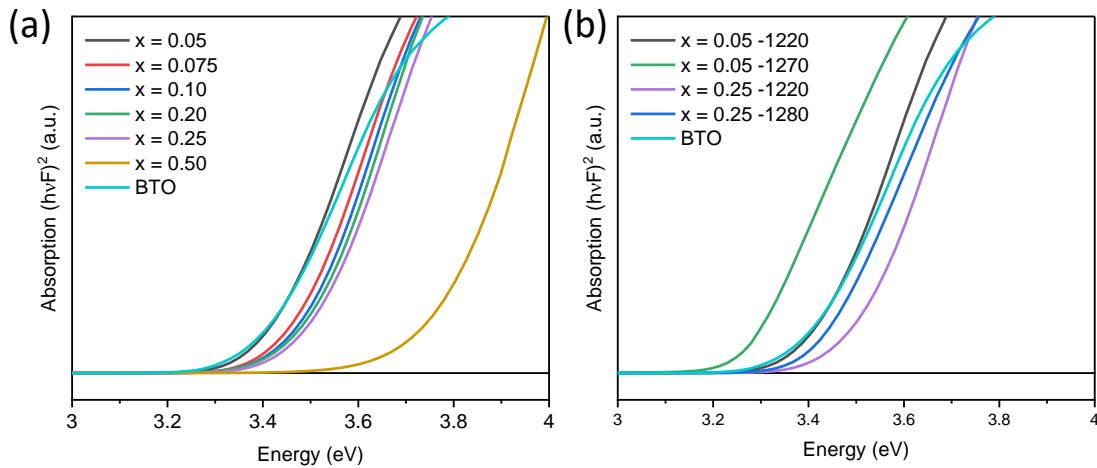 (a)
x = 0.05
x = 0.075
x = 0.10
x = 0.20
x = 0.25
x = 0.50
BTO
Absorption (hνF)² (a.u.)
3 3.2 3.4 3.6 3.8 4
Energy (eV)
(b)
x = 0.05 -1220
x = 0.05 -1270
x = 0.25 -1220
x = 0.25 -1280
BTO
Absorption (hνF)² (a.u.)
3 3.2 3.4 3.6 3.8 4
Energy (eV)